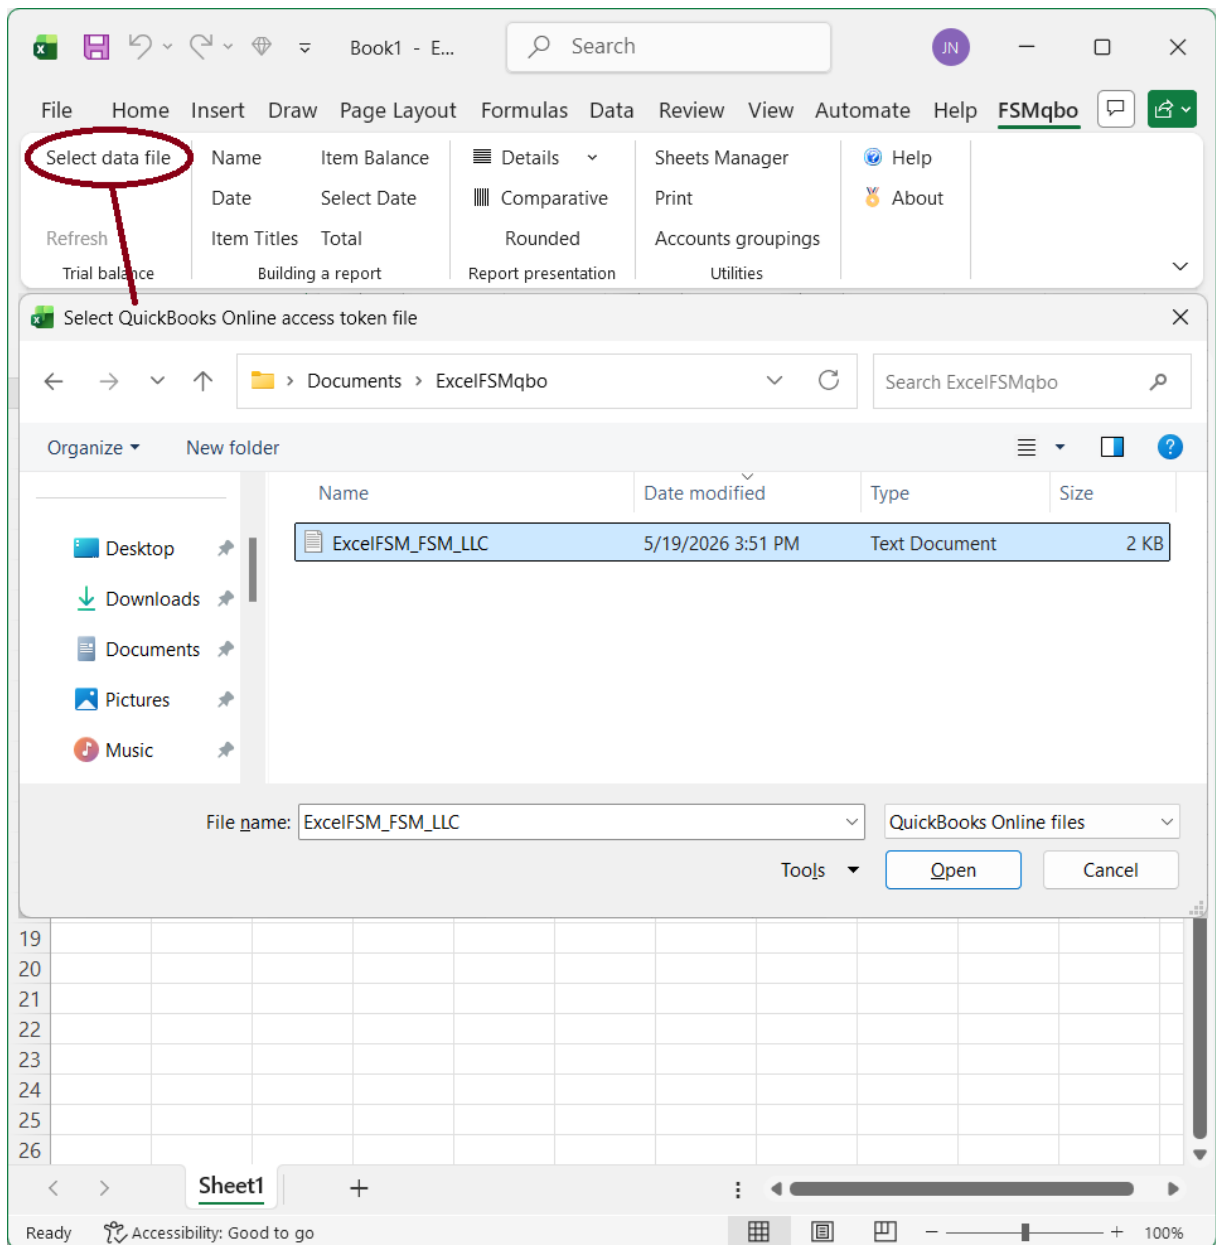 Book1 - E...
Search
JN
File Home Insert Draw Page Layout Formulas Data Review View Automate Help FSMqbo
Select data file Name Item Balance Details Sheets Manager Help
Date Select Date Comparative Print About
Refresh Item Titles Total Rounded Accounts groupings
Trial balance Building a report Report presentation Utilities
Select QuickBooks Online access token file
Documents > ExcelFSMqbo
Search ExcelFSMqbo
Organize New folder
Name Date modified Type Size
ExcelFSM_FSM_LLC 5/19/2026 3:51 PM Text Document 2 KB
Desktop
Downloads
Documents
Pictures
Music
File name: ExcelFSM_FSM_LLC QuickBooks Online files
Tools Open Cancel
19
20
21
22
23
24
25
26
Sheet1
Ready Accessibility: Good to go 100%